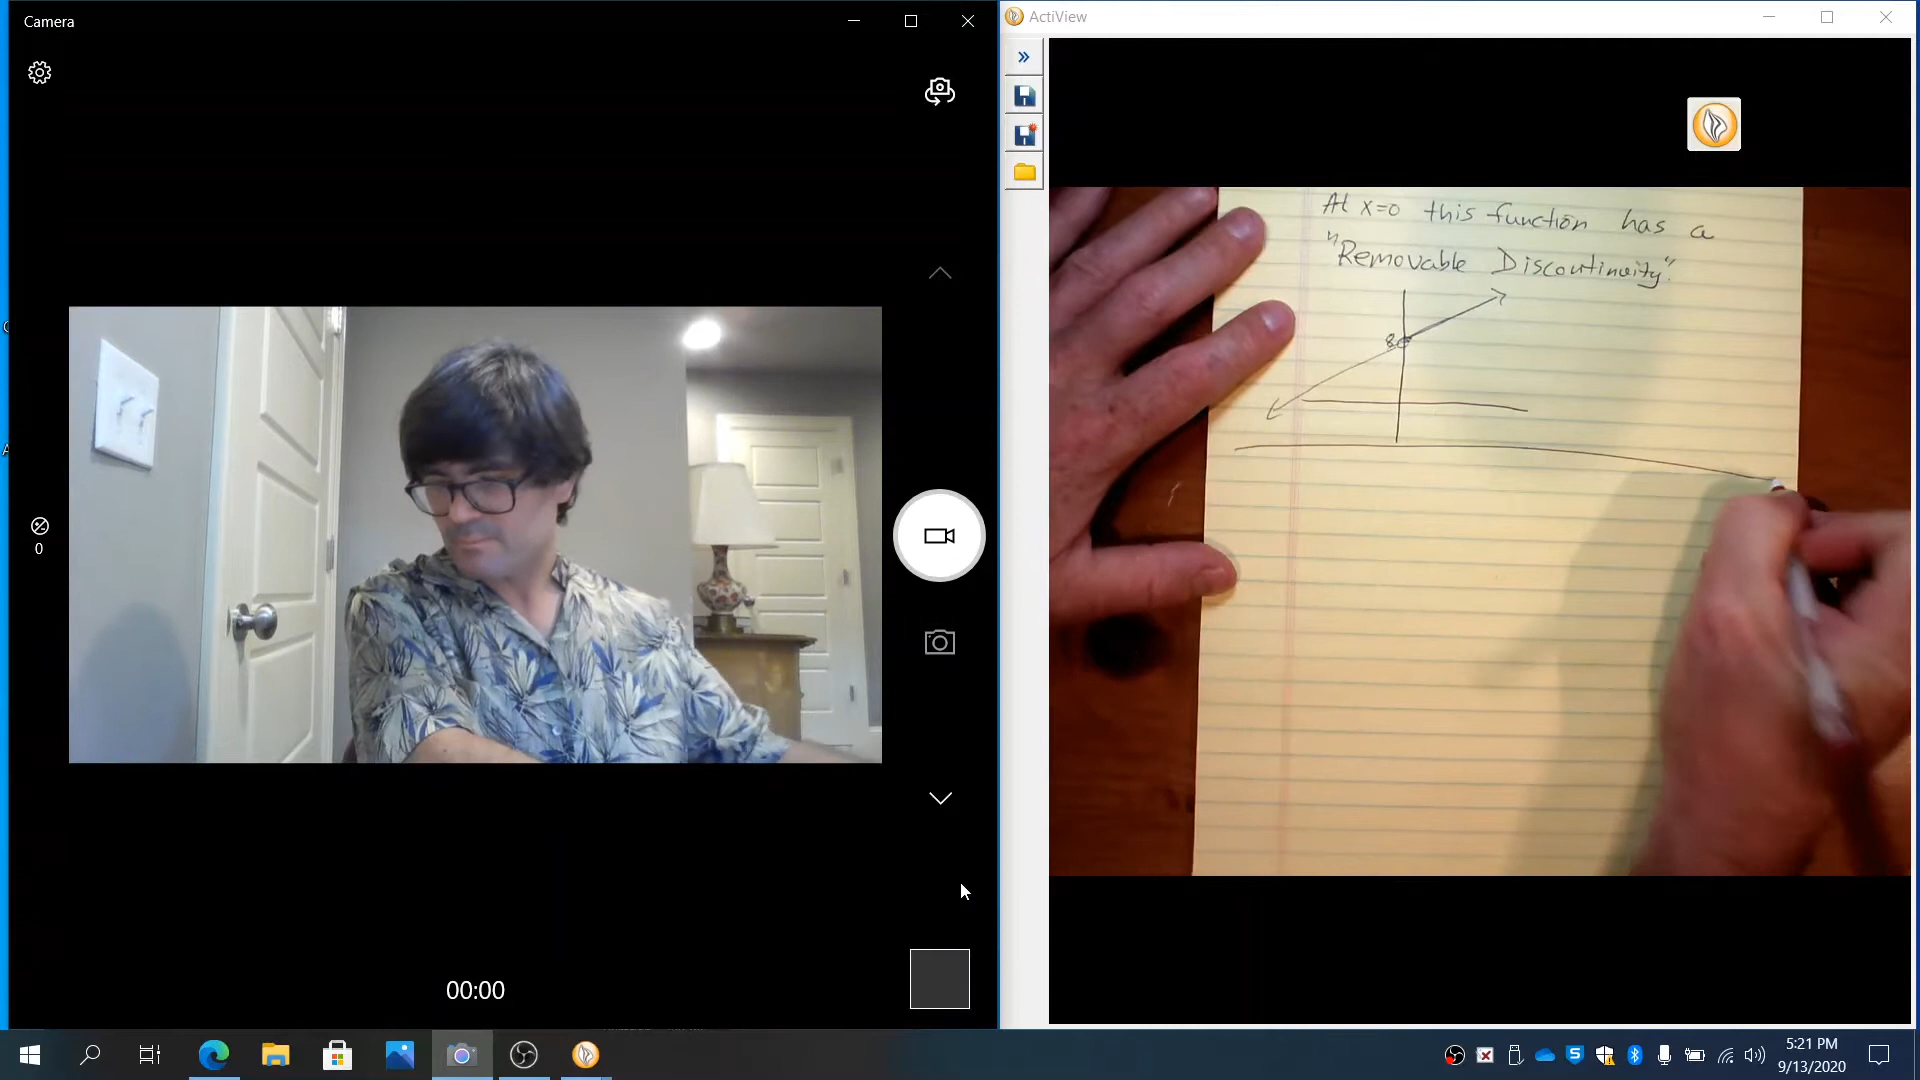 Camera
ActiView
At x=0 this function has a
"Removable Discontinuity".
8
0
00:00
5:21 PM
9/13/2020